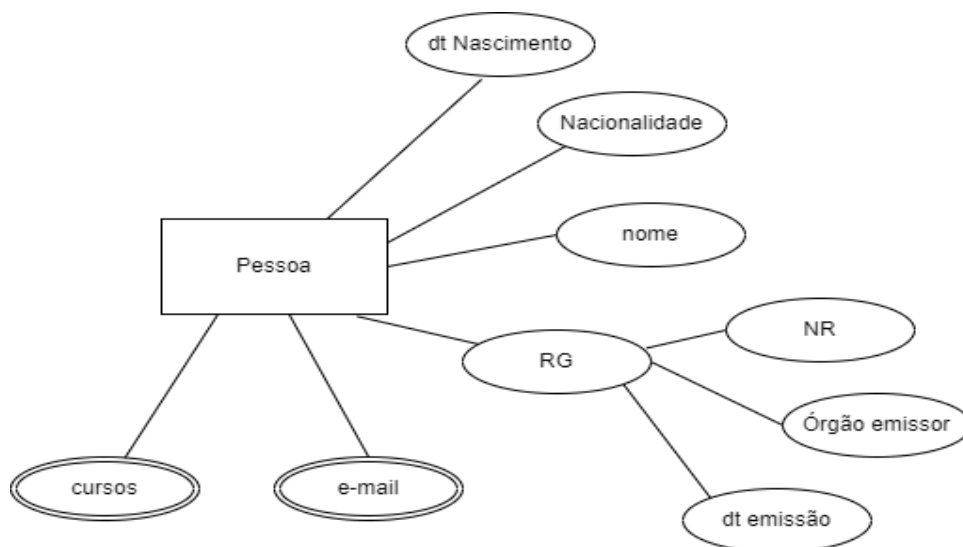 dt Nascimento
Nacionalidade
nome
Pessoa
NR
RG
Órgão emissor
cursos
e-mail
dt emissão